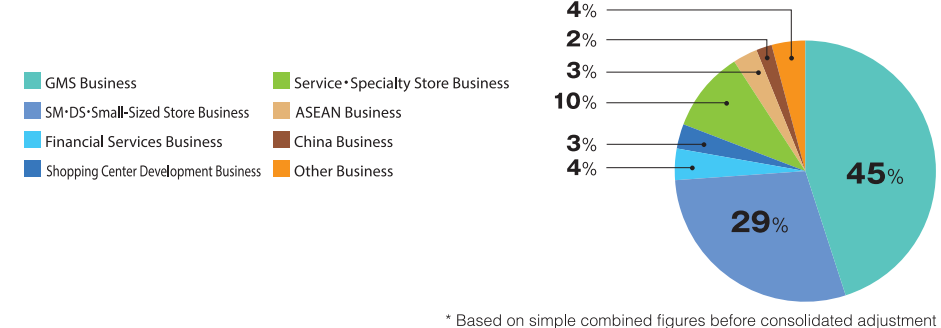 GMS Business
SM•DS•Small-Sized Store Business
Financial Services Business
Shopping Center Development Business
Service•Specialty Store Business
ASEAN Business
China Business
Other Business
4%
2%
3%
10%
3%
4%
45%
29%
* Based on simple combined figures before consolidated adjustment